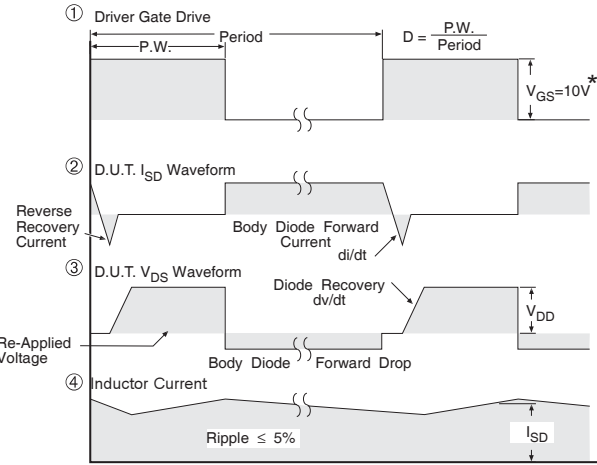 ① Driver Gate Drive
P.W.
Period
D = P.W. / Period
VGS=10V *
② D.U.T. ISD Waveform
Reverse
Recovery
Current
Body Diode Forward
Current
di/dt
③ D.U.T. VDS Waveform
Diode Recovery
dv/dt
VDD
Re-Applied
Voltage
Body Diode Forward Drop
④ Inductor Current
Ripple ≤ 5%
ISD